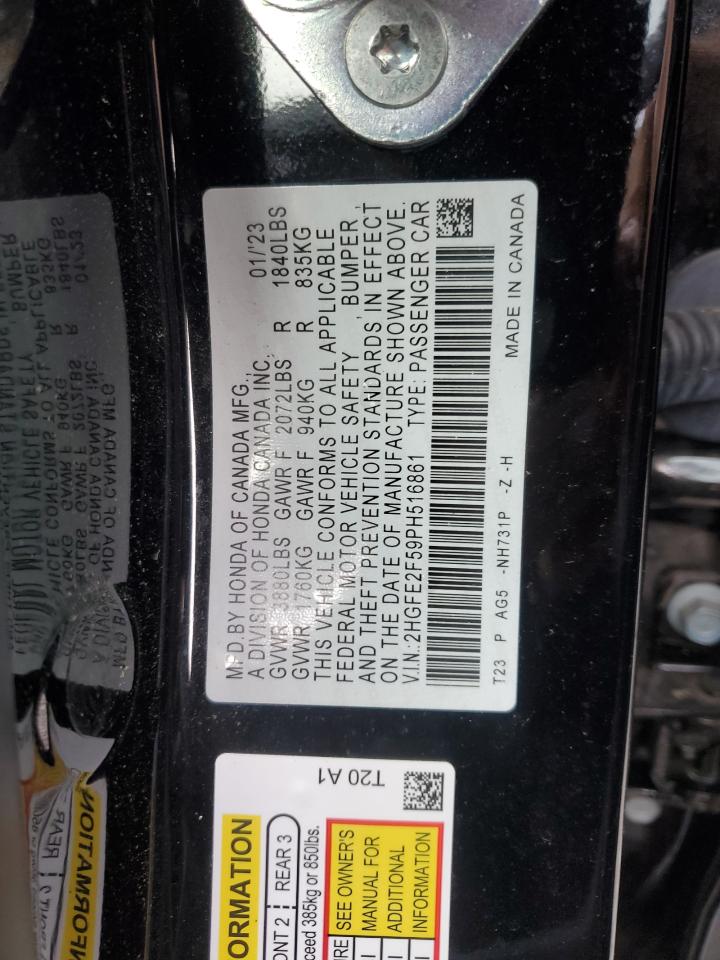 MFD.BY HONDA OF CANADA MFG., 01/'23
A DIVISION OF HONDA CANADA INC.
GVWR 880LBS GAWR F 2072LBS R 1840LBS
GVWR 760KG GAWR F 940KG R 835KG
THIS VEHICLE CONFORMS TO ALL APPLICABLE
FEDERAL MOTOR VEHICLE SAFETY, BUMPER,
AND THEFT PREVENTION STANDARDS IN EFFECT
ON THE DATE OF MANUFACTURE SHOWN ABOVE.
V.I.N.:2HGFE2F59PH516861 TYPE: PASSENGER CAR
T23 P AG5 -NH731P -Z -H MADE IN CANADA
T20 A1
ORMATION
ONT 2 REAR 3
ceed 385kg or 850lbs.
URE SEE OWNER'S
MANUAL FOR
ADDITIONAL
INFORMATION